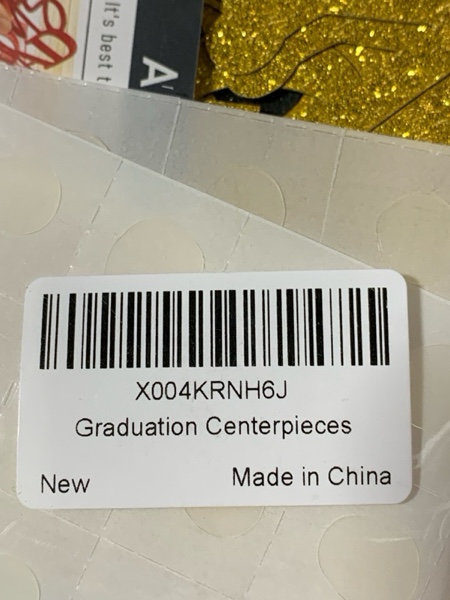 It's best t
A
X004KRNH6J
Graduation Centerpieces
New
Made in China